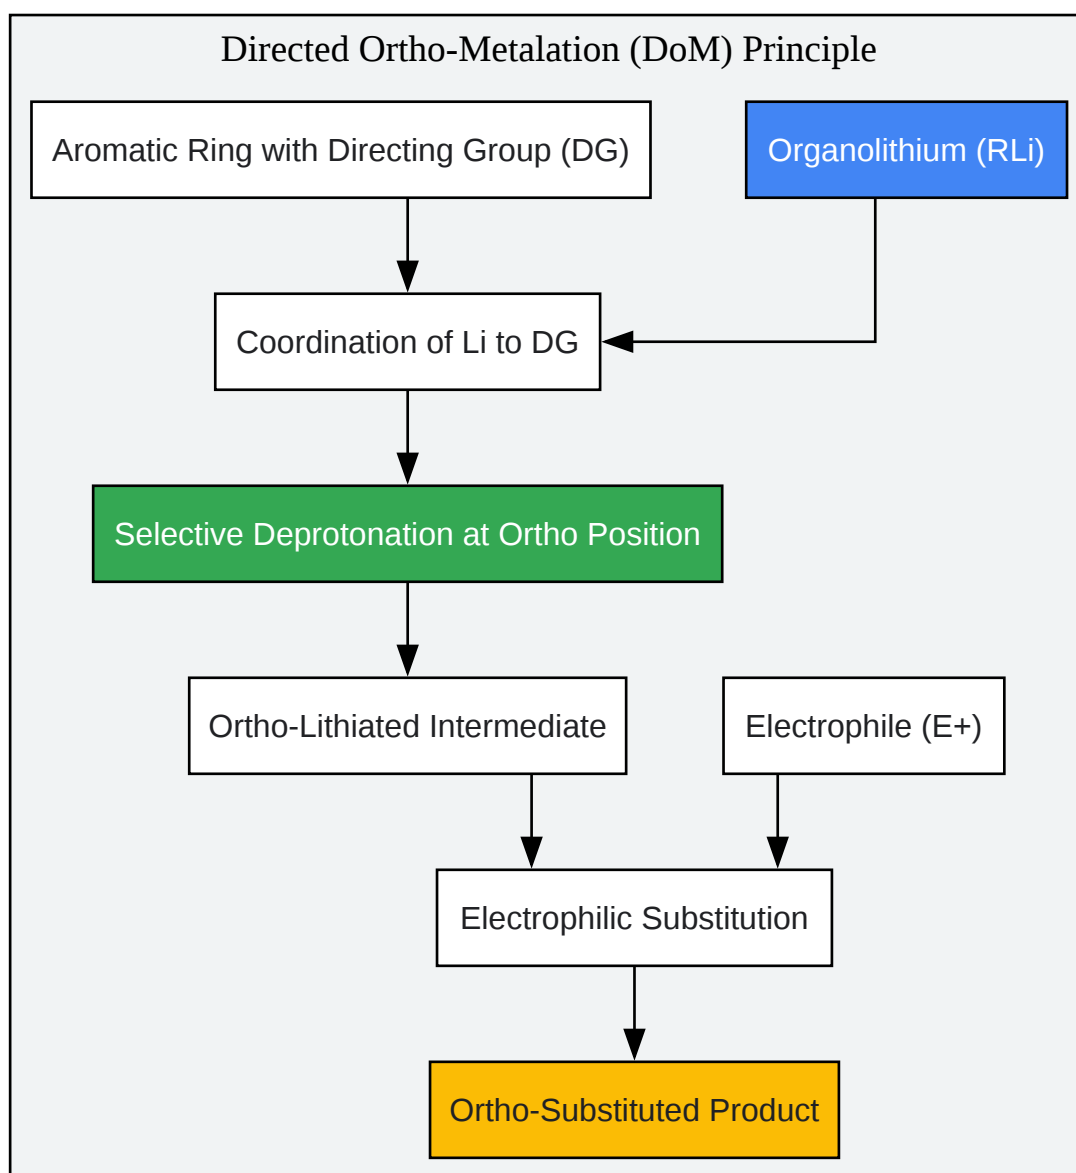 Directed Ortho-Metalation (DoM) Principle
Aromatic Ring with Directing Group (DG)
Organolithium (RLi)
Coordination of Li to DG
Selective Deprotonation at Ortho Position
Ortho-Lithiated Intermediate
Electrophile (E+)
Electrophilic Substitution
Ortho-Substituted Product